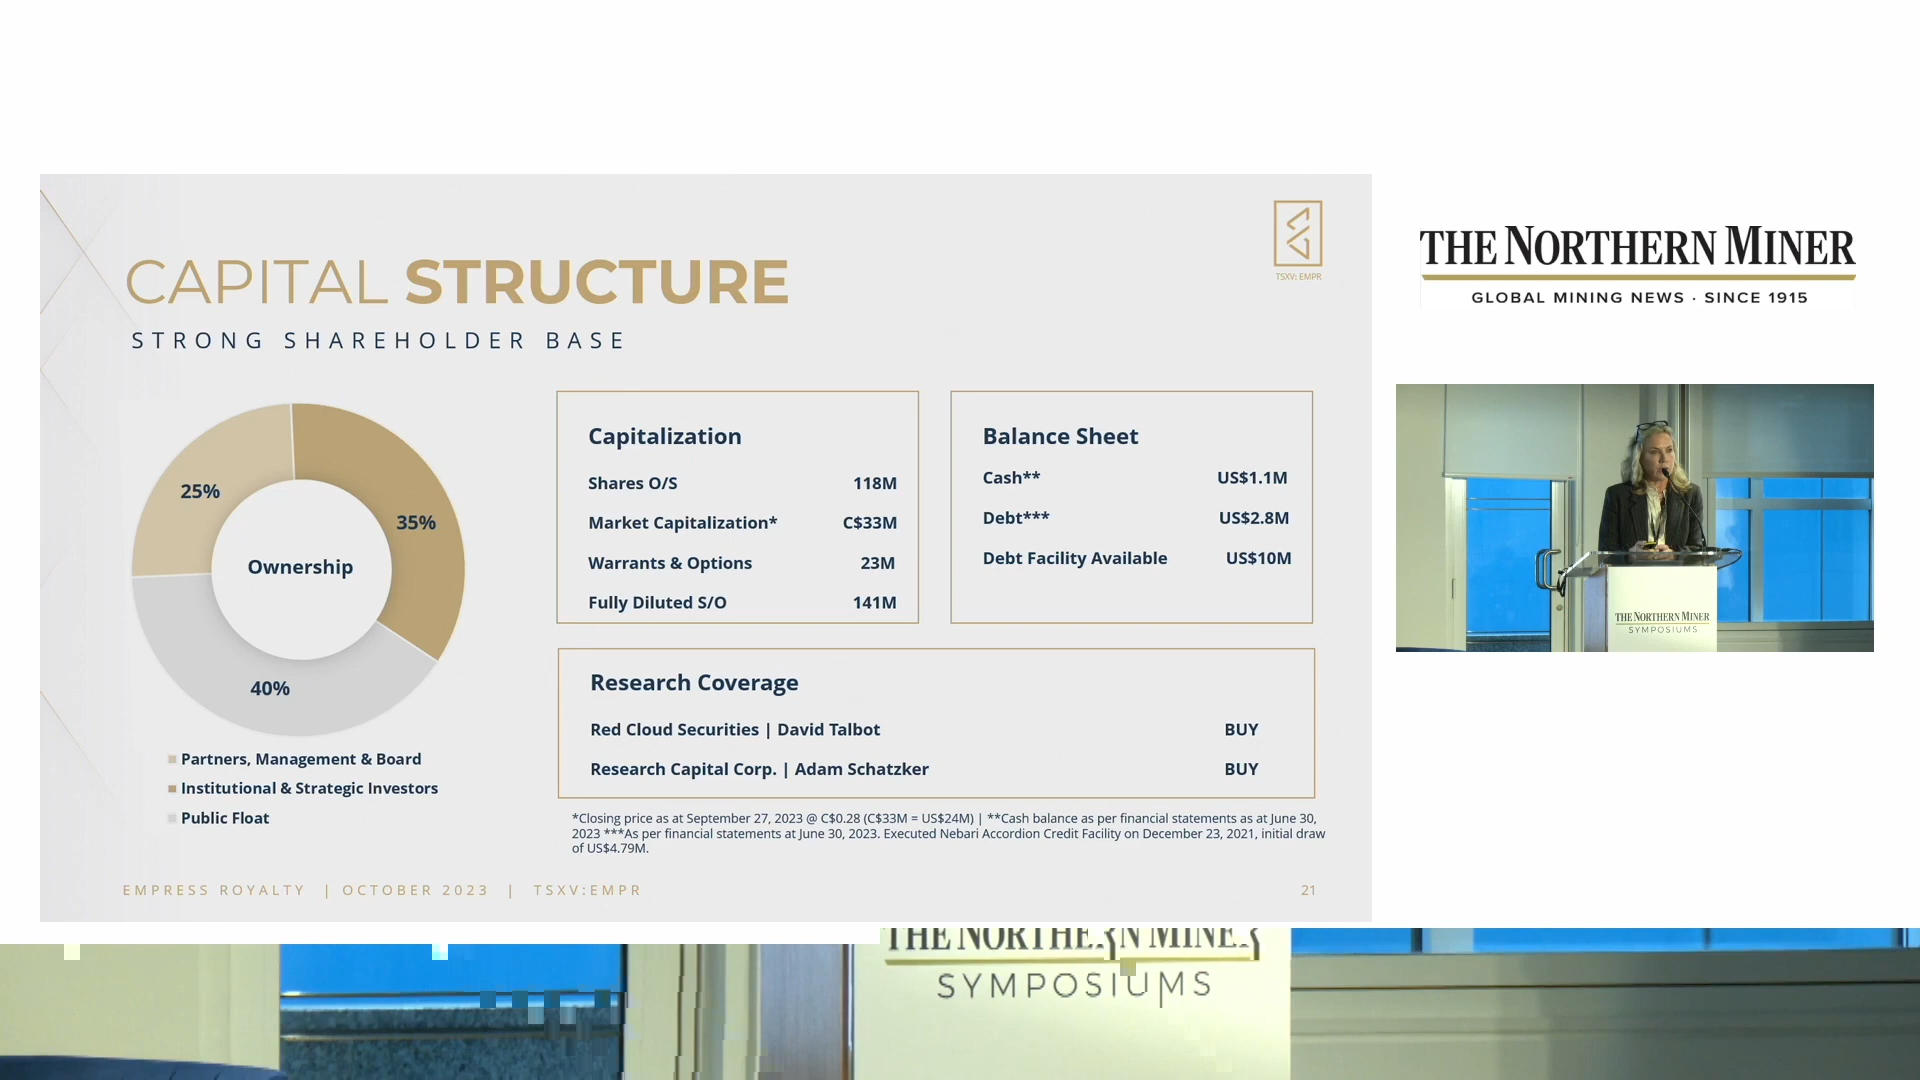 TSXV: EMPR
CAPITAL STRUCTURE
STRONG SHAREHOLDER BASE
25%
35%
Ownership
40%
Partners, Management & Board
Institutional & Strategic Investors
Public Float
Capitalization
Shares O/S 118M
Market Capitalization* C$33M
Warrants & Options 23M
Fully Diluted S/O 141M
Balance Sheet
Cash** US$1.1M
Debt*** US$2.8M
Debt Facility Available US$10M
Research Coverage
Red Cloud Securities | David Talbot BUY
Research Capital Corp. | Adam Schatzker BUY
*Closing price as at September 27, 2023 @ C$0.28 (C$33M = US$24M) | **Cash balance as per financial statements as at June 30,
2023 ***As per financial statements at June 30, 2023. Executed Nebari Accordion Credit Facility on December 23, 2021, initial draw
of US$4.79M.
EMPRESS ROYALTY | OCTOBER 2023 | TSXV:EMPR
21
THE NORTHERN MINER
GLOBAL MINING NEWS · SINCE 1915
THE NORTHERN MINER
SYMPOSIUMS
THE NORTHERN MINER
SYMPOSIUMS